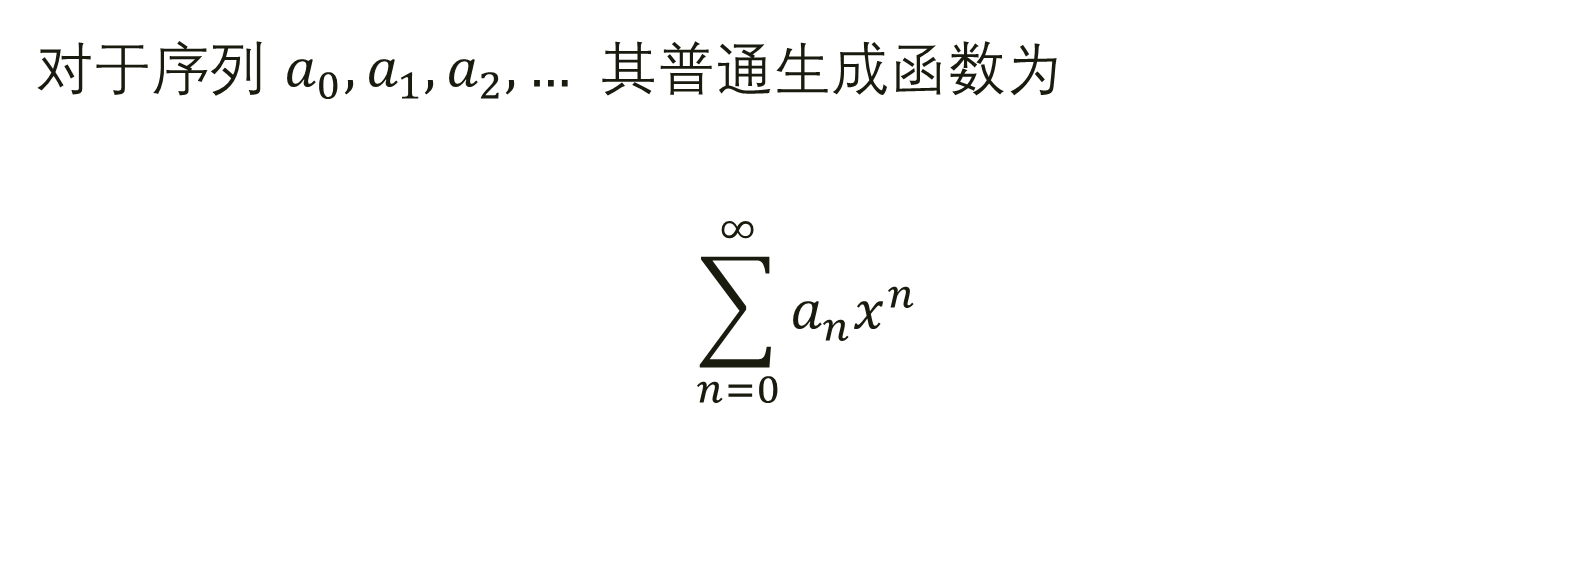 对于序列 a₀, a₁, a₂, … 其普通生成函数为
∞
∑ aₙxⁿ
n=0